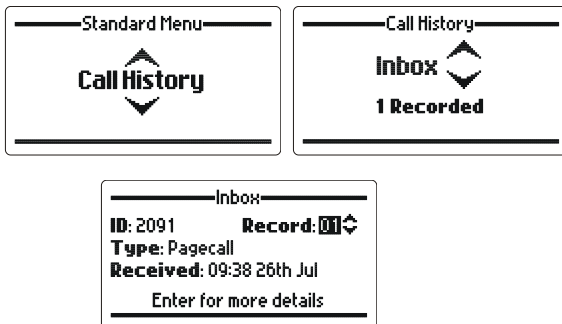 Standard Menu
Call History
Call History
Inbox
1 Recorded
Inbox
ID: 2091 Record: 01
Type: Pagecall
Received: 09:38 26th Jul
Enter for more details